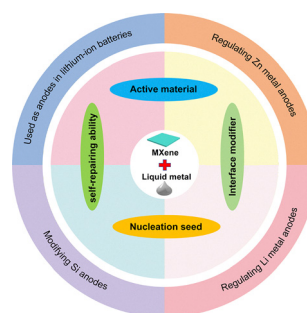 Used as anodes in lithium-ion batteries
Regulating Zn metal anodes
Active material
self-repairing ability
MXene
Liquid metal
Interface modifier
Nucleation seed
Modifying Si anodes
Regulating Li metal anodes